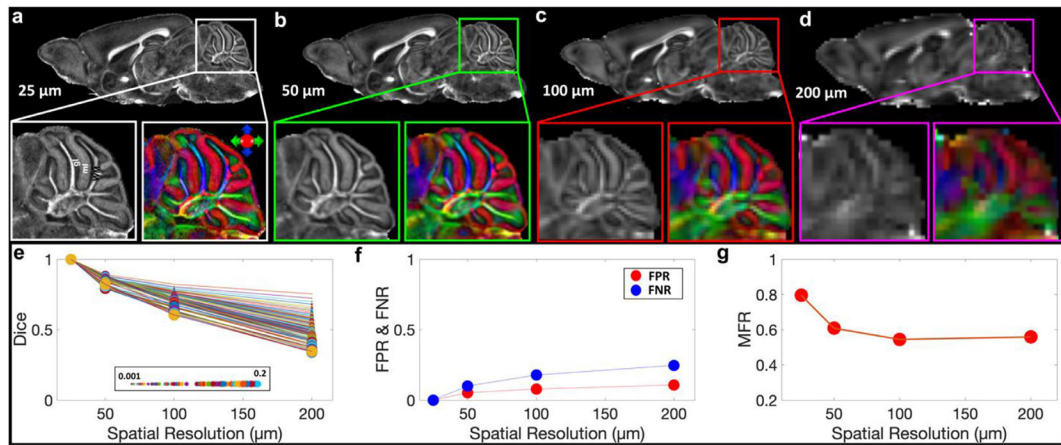 a
b
c
d
25 μm
50 μm
100 μm
200 μm
gl
ml
e
f
g
1
0.5
0
Dice
0.001
0.2
50
100
150
200
Spatial Resolution (μm)
1
0.5
0
FPR & FNR
FPR
FNR
50
100
150
200
Spatial Resolution (μm)
1
0.8
0.6
0.4
0.2
MFR
50
100
150
200
Spatial Resolution (μm)